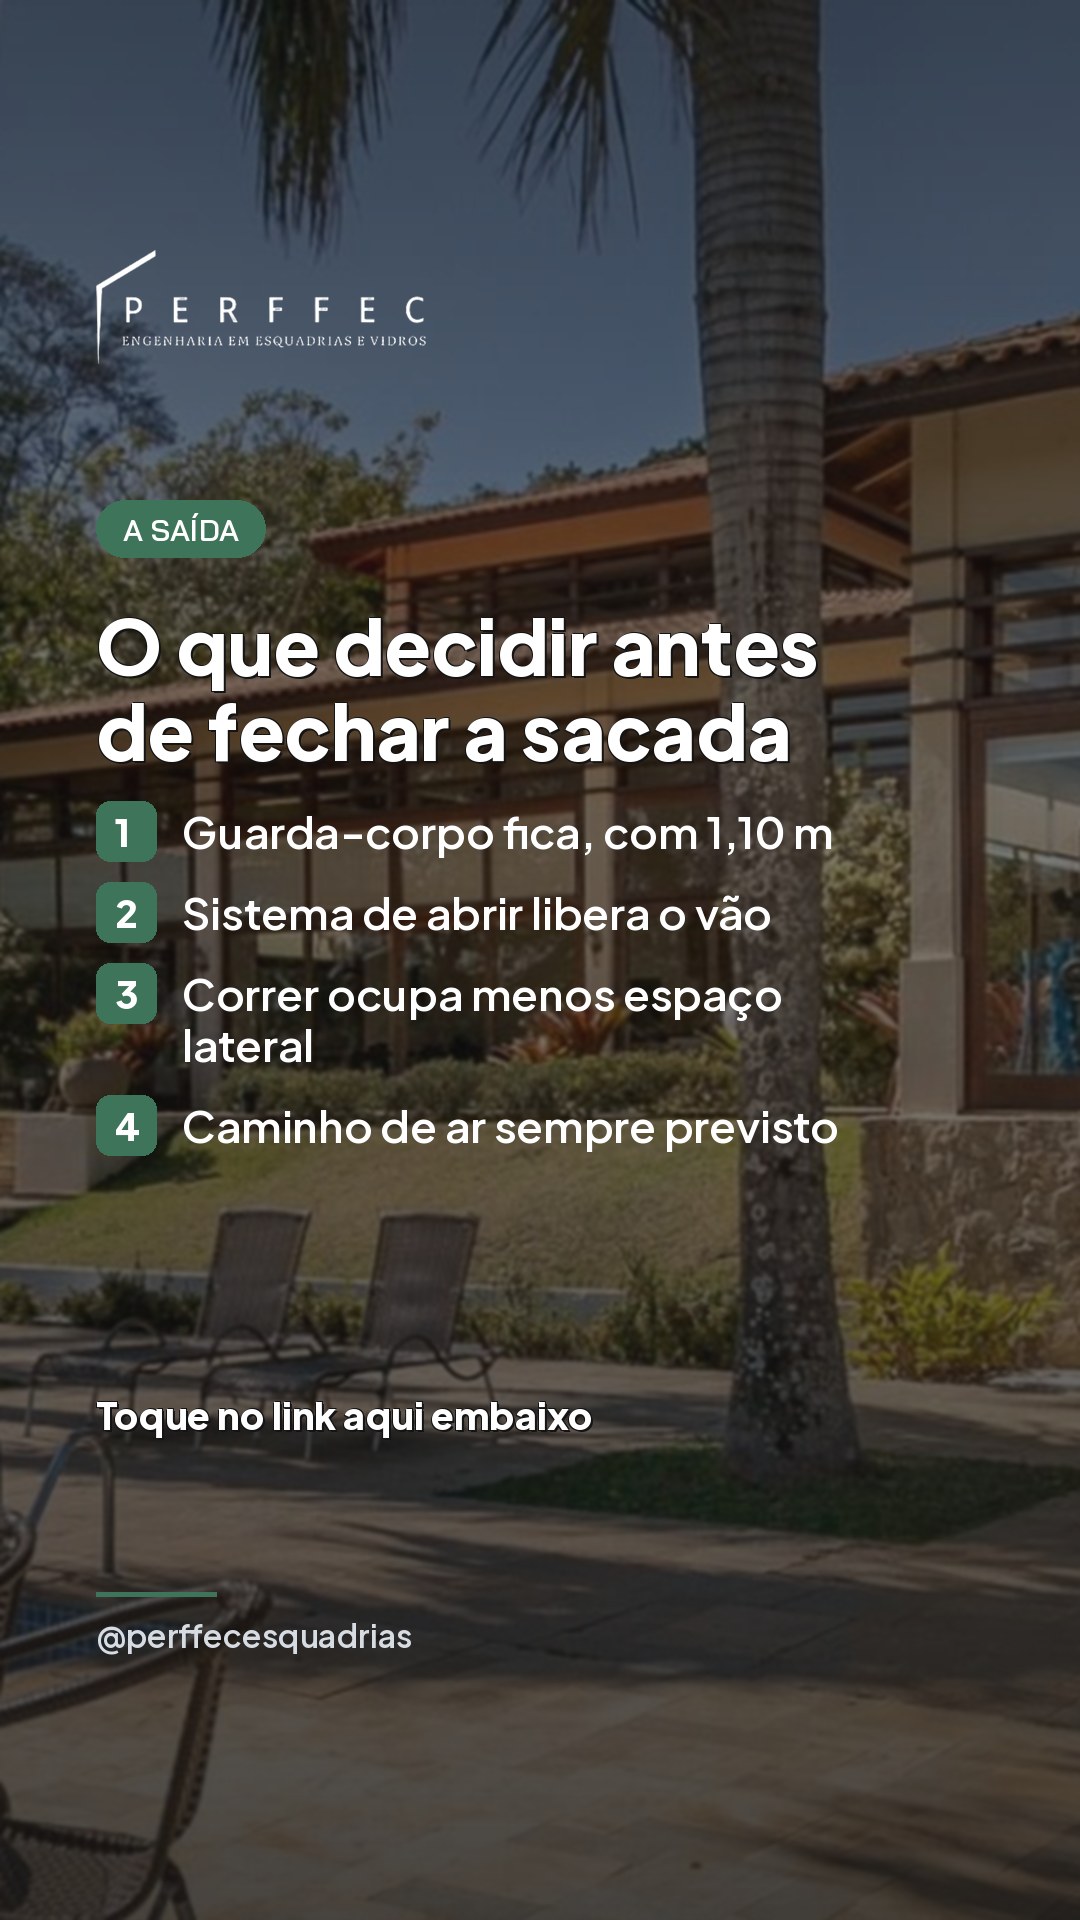 PERFFEC
ENGENHARIA EM ESQUADRIAS E VIDROS
A SAÍDA
O que decidir antes
de fechar a sacada
1 Guarda-corpo fica, com 1,10 m
2 Sistema de abrir libera o vão
3 Correr ocupa menos espaço
lateral
4 Caminho de ar sempre previsto
Toque no link aqui embaixo
@perffecesquadrias